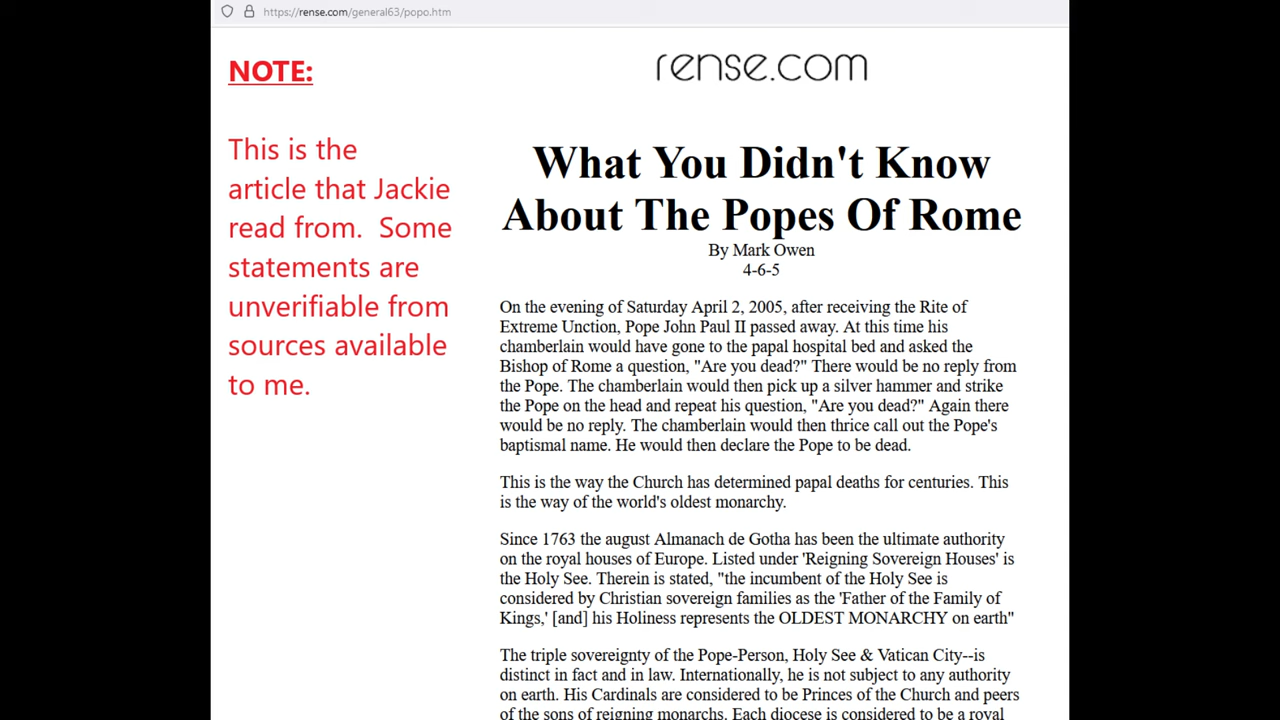 https://rense.com/general63/popo.htm
NOTE:
This is the
article that Jackie
read from.  Some
statements are
unverifiable from
sources available
to me.
rense.com
What You Didn't Know
About The Popes Of Rome
By Mark Owen
4-6-5
On the evening of Saturday April 2, 2005, after receiving the Rite of
Extreme Unction, Pope John Paul II passed away. At this time his
chamberlain would have gone to the papal hospital bed and asked the
Bishop of Rome a question, "Are you dead?" There would be no reply from
the Pope. The chamberlain would then pick up a silver hammer and strike
the Pope on the head and repeat his question, "Are you dead?" Again there
would be no reply. The chamberlain would then thrice call out the Pope's
baptismal name. He would then declare the Pope to be dead.
This is the way the Church has determined papal deaths for centuries. This
is the way of the world's oldest monarchy.
Since 1763 the august Almanach de Gotha has been the ultimate authority
on the royal houses of Europe. Listed under 'Reigning Sovereign Houses' is
the Holy See. Therein is stated, "the incumbent of the Holy See is
considered by Christian sovereign families as the 'Father of the Family of
Kings,' [and] his Holiness represents the OLDEST MONARCHY on earth"
The triple sovereignty of the Pope-Person, Holy See & Vatican City--is
distinct in fact and in law. Internationally, he is not subject to any authority
on earth. His Cardinals are considered to be Princes of the Church and peers
of the sons of reigning monarchs. Each diocese is considered to be a royal